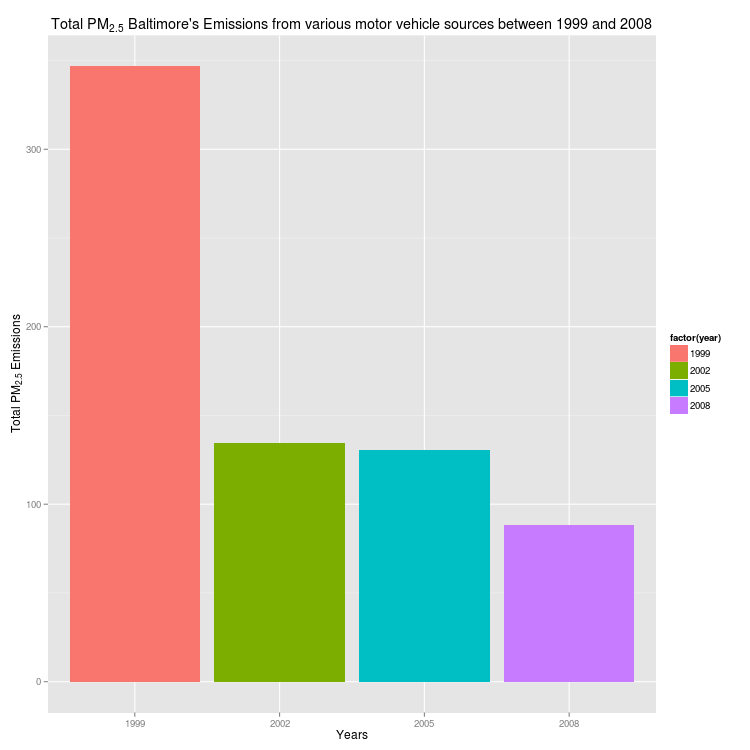 Total PM2.5 Baltimore's Emissions from various motor vehicle sources between 1999 and 2008
Total PM2.5 Emissions
300
200
100
0
1999 2002 2005 2008
Years
factor(year)
1999
2002
2005
2008